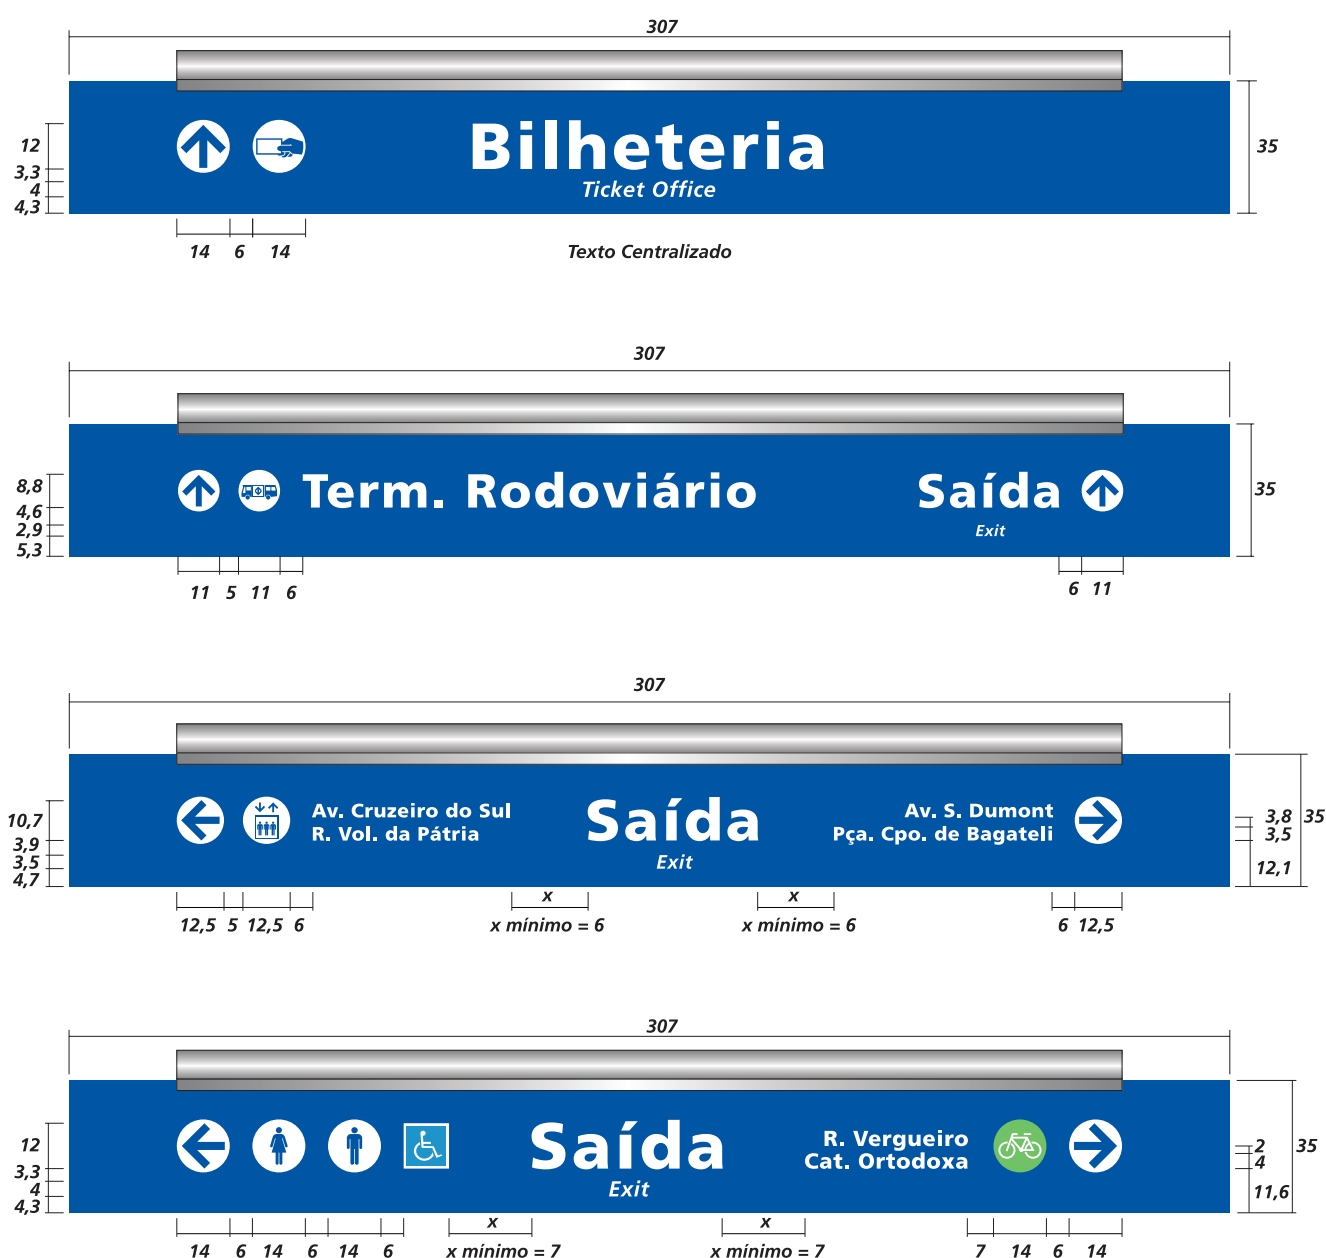 307
Bilheteria
Ticket Office
12
3,3
4
4,3
35
14 6 14
Texto Centralizado
307
Term. Rodoviário
Saída
Exit
8,8
4,6
2,9
5,3
35
11 5 11 6
6 11
307
Av. Cruzeiro do Sul
R. Vol. da Pátria
Saída
Exit
Av. S. Dumont
Pça. Cpo. de Bagateli
10,7
3,9
3,5
4,7
3,8
3,5
12,1
35
x
x
12,5 5 12,5 6
x mínimo = 6
x mínimo = 6
6 12,5
307
Saída
Exit
R. Vergueiro
Cat. Ortodoxa
12
3,3
4
4,3
2
4
11,6
35
x
x
14 6 14 6 14 6
x mínimo = 7
x mínimo = 7
7 14 6 14